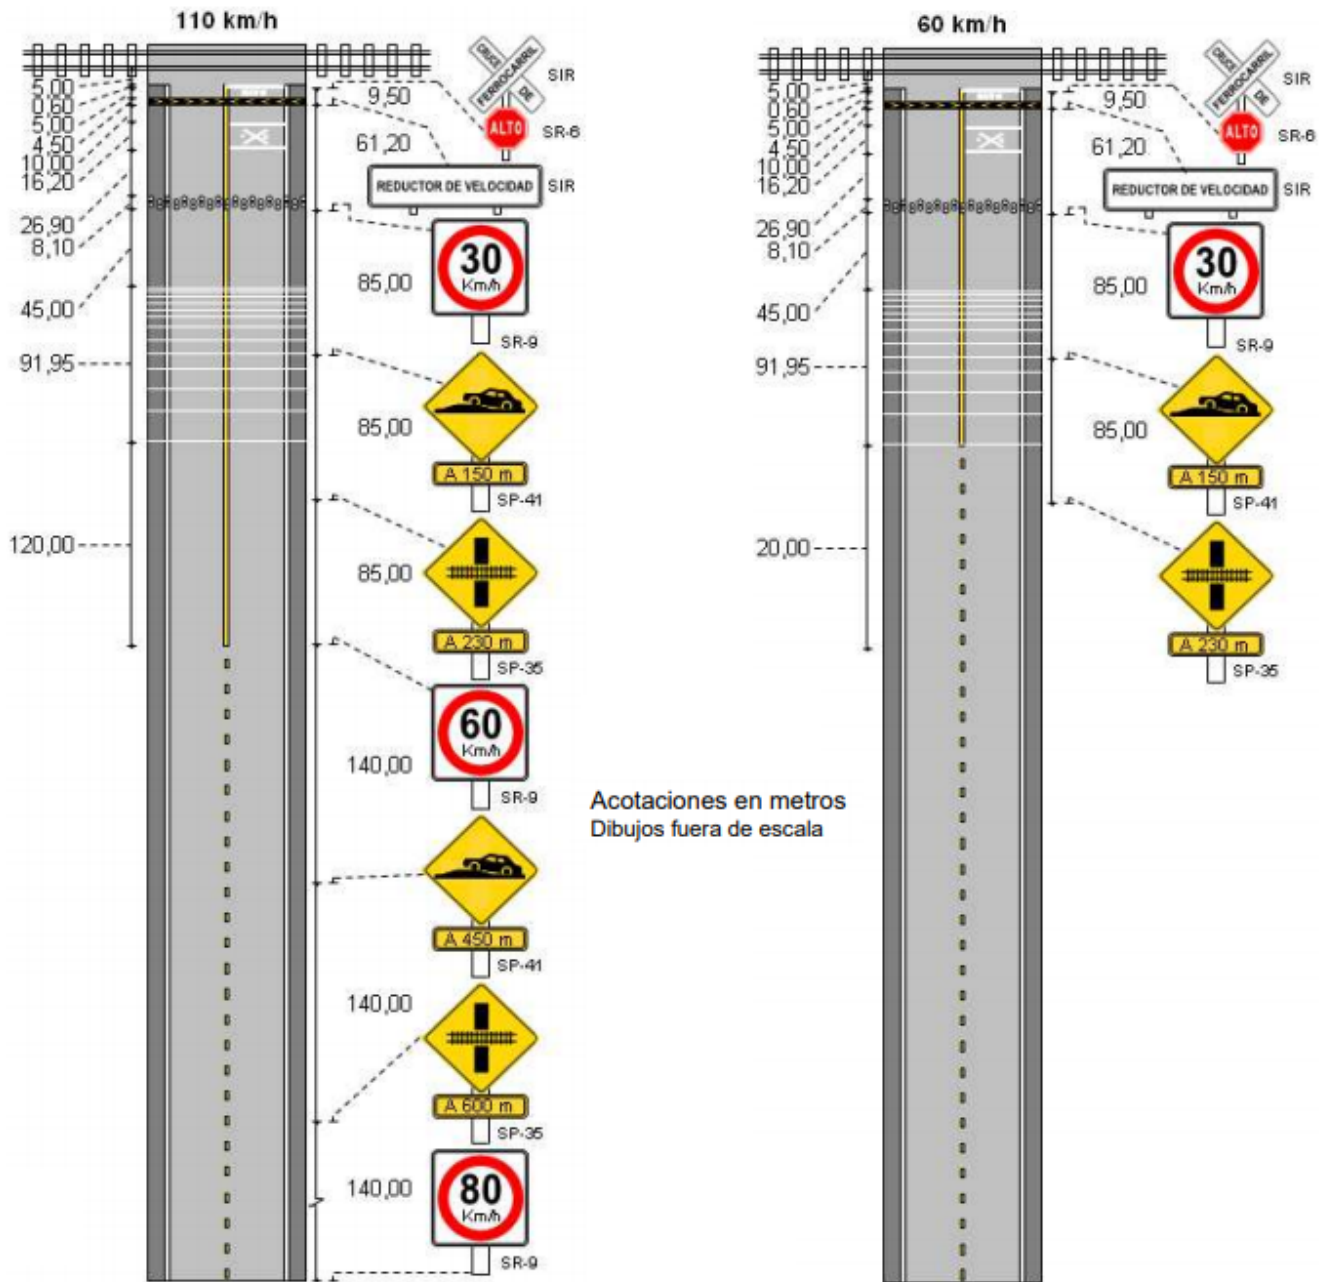 110 km/h
5,00
0,60
5,00
4,50
10,00
16,20
26,90
8,10
45,00
91,95
120,00
9,50
61,20
85,00
85,00
85,00
140,00
140,00
140,00
CRUCE DE
FERROCARRIL
SIR
ALTO
SR-6
REDUCTOR DE VELOCIDAD
SIR
30
Km/h
SR-9
A 150 m
SP-41
A 230 m
SP-35
60
Km/h
SR-9
A 450 m
SP-41
A 600 m
SP-35
80
Km/h
SR-9
Acotaciones en metros
Dibujos fuera de escala
60 km/h
5,00
0,60
5,00
4,50
10,00
16,20
26,90
8,10
45,00
91,95
20,00
9,50
61,20
85,00
85,00
CRUCE DE
FERROCARRIL
SIR
ALTO
SR-6
REDUCTOR DE VELOCIDAD
SIR
30
Km/h
SR-9
A 150 m
SP-41
A 230 m
SP-35